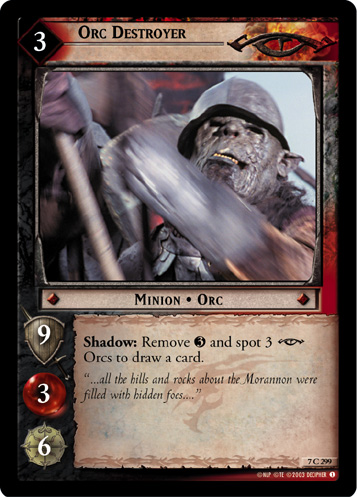 3
ORC DESTROYER
MINION • ORC
9
Shadow: Remove 3 and spot 3
Orcs to draw a card.
3
"...all the hills and rocks about the Morannon were
filled with hidden foes...."
6
7 C 299
©NLP ©TE ©2003 DECIPHER